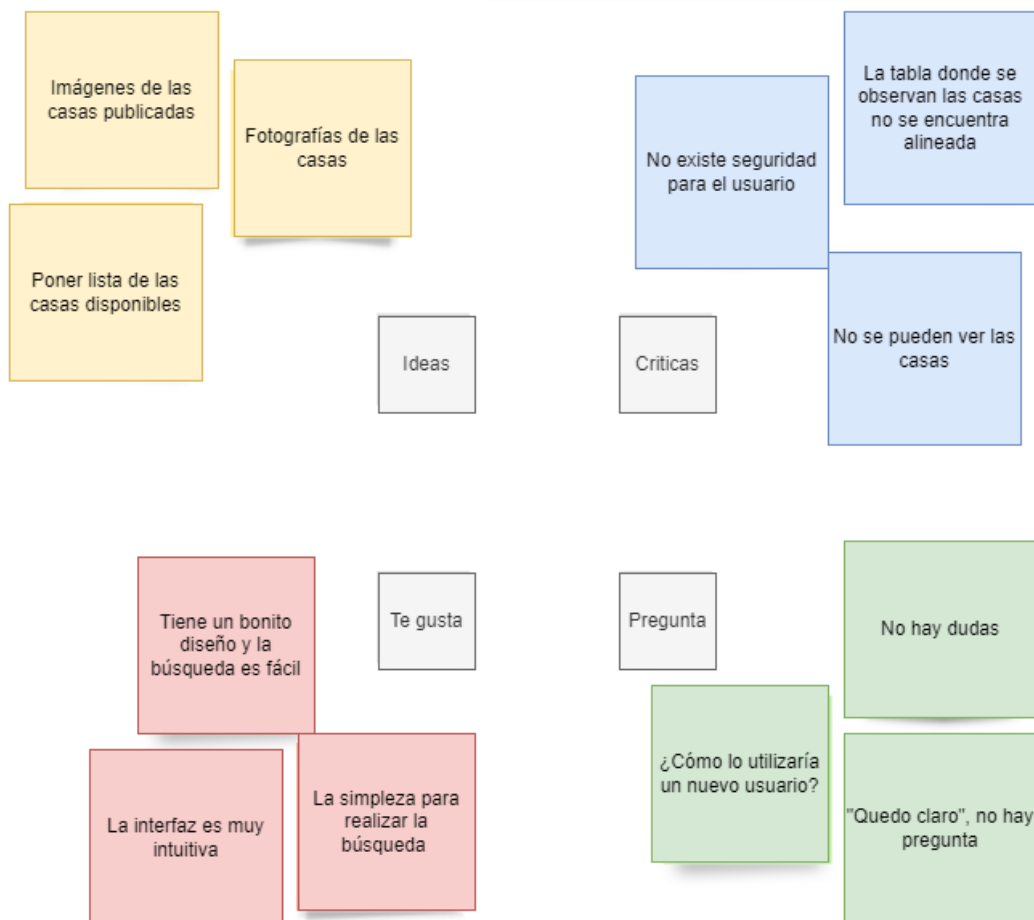 Imágenes de las
casas publicadas
Fotografías de las
casas
Poner lista de las
casas disponibles
Ideas
La tabla donde se
observan las casas
no se encuentra
alineada
No existe seguridad
para el usuario
No se pueden ver las
casas
Criticas
Te gusta
Tiene un bonito
diseño y la
búsqueda es fácil
La interfaz es muy
intuitiva
La simpleza para
realizar la
búsqueda
Pregunta
No hay dudas
¿Cómo lo utilizaría
un nuevo usuario?
"Quedo claro", no hay
pregunta